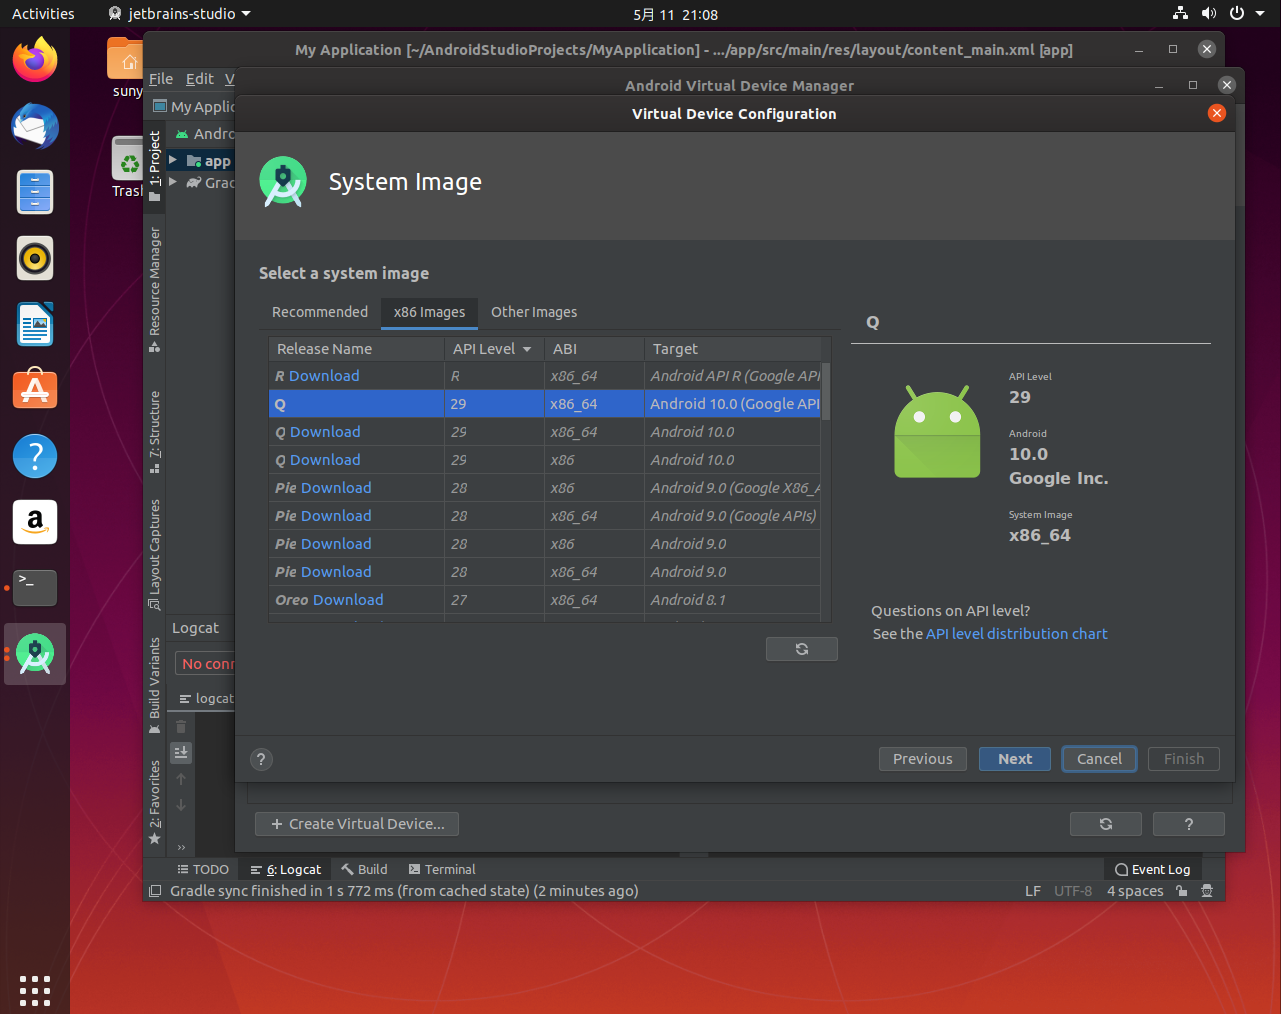 Activities
jetbrains-studio
5月 11 21:08
My Application [~/AndroidStudioProjects/MyApplication] - .../app/src/main/res/layout/content_main.xml [app]
File Edit V
Android Virtual Device Manager
My Applic
Virtual Device Configuration
suny
Trash
Andro
app
Grad
1: Project
Resource Manager
7: Structure
Layout Captures
Build Variants
2: Favorites
System Image
Select a system image
Recommended
x86 Images
Other Images
Release Name API Level ABI Target
R Download R x86_64 Android API R (Google API
Q 29 x86_64 Android 10.0 (Google API
Q Download 29 x86_64 Android 10.0
Q Download 29 x86 Android 10.0
Pie Download 28 x86 Android 9.0 (Google X86_A
Pie Download 28 x86_64 Android 9.0 (Google APIs)
Pie Download 28 x86 Android 9.0
Pie Download 28 x86_64 Android 9.0
Oreo Download 27 x86_64 Android 8.1
Q
API Level
29
Android
10.0
Google Inc.
System Image
x86_64
Questions on API level?
See the API level distribution chart
Logcat
No conn
logcat
?
Previous
Next
Cancel
Finish
+ Create Virtual Device...
?
TODO
6: Logcat
Build
Terminal
Event Log
Gradle sync finished in 1 s 772 ms (from cached state) (2 minutes ago)
LF UTF-8 4 spaces